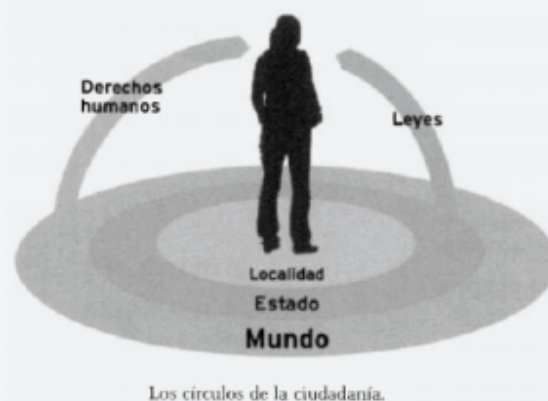 Derechos
humanos
Leyes
Localidad
Estado
Mundo
Los círculos de la ciudadanía.